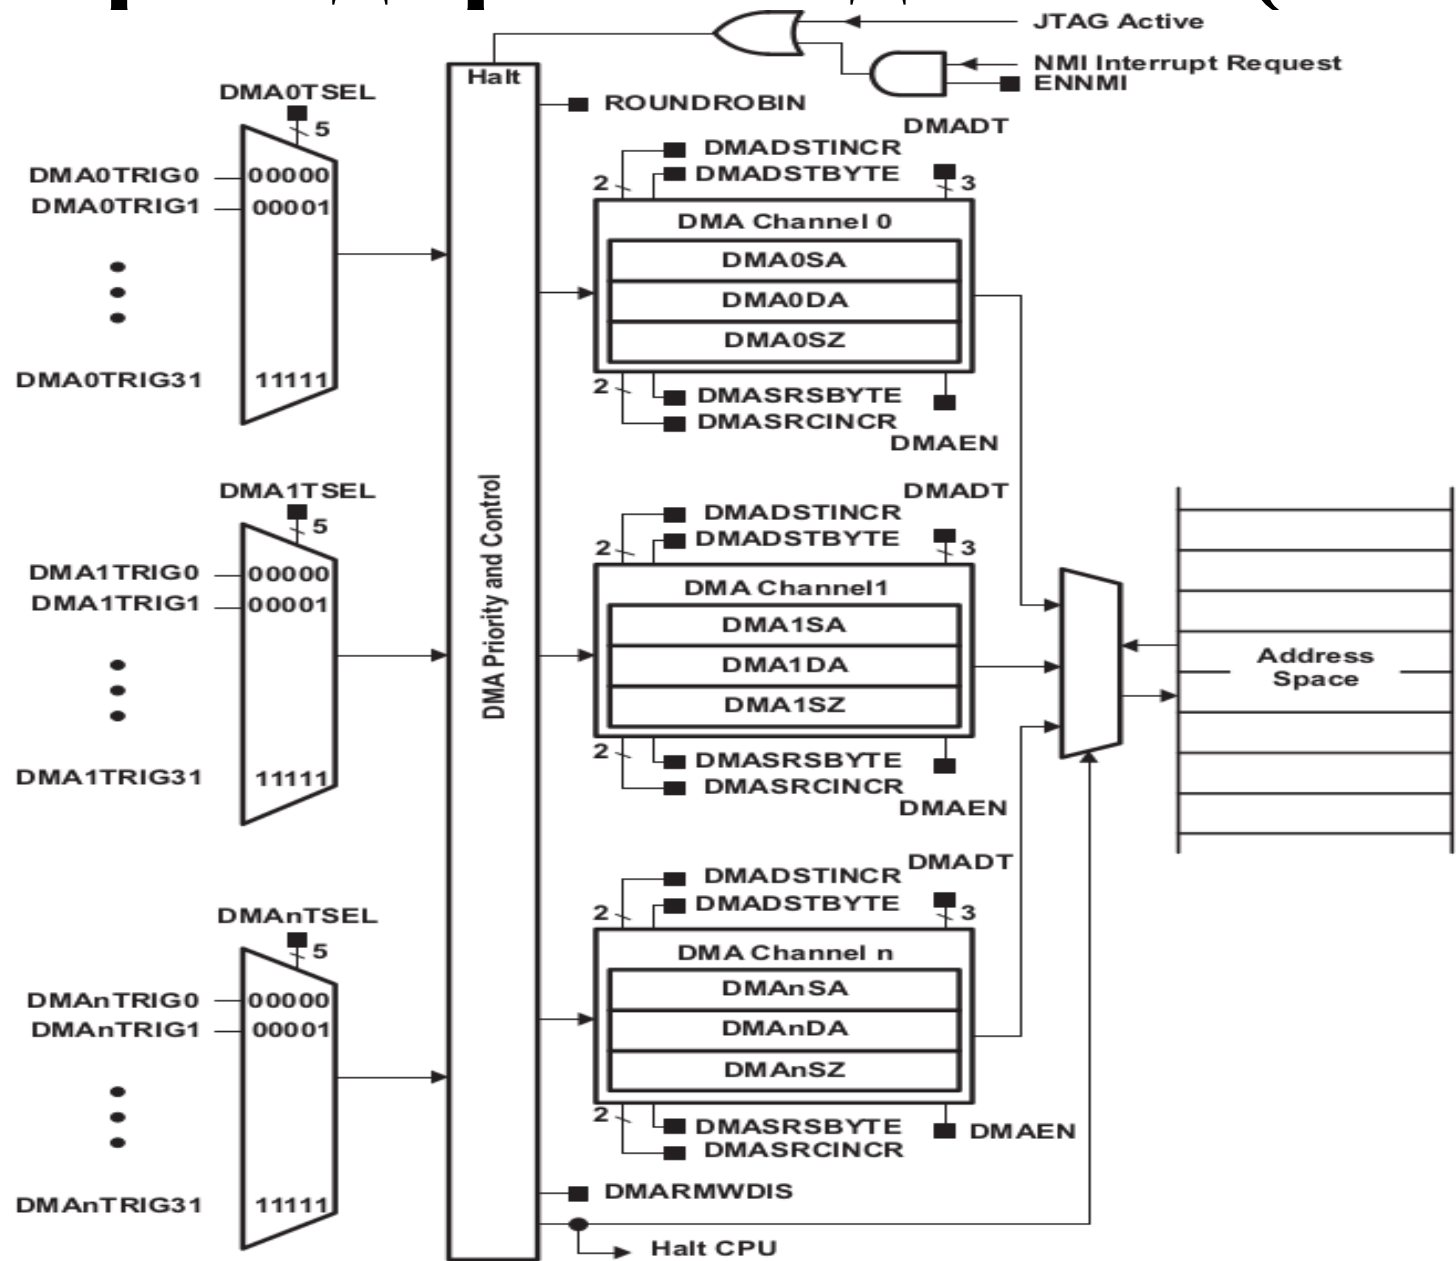 JTAG Active
NMI Interrupt Request
ENNMI
Halt
ROUNDROBIN
DMA Priority and Control
DMA0TSEL
5
DMA0TRIG0
00000
DMA0TRIG1
00001
DMA0TRIG31
11111
DMADT
DMADSTINCR
DMADSTBYTE
2
3
DMA Channel 0
DMA0SA
DMA0DA
DMA0SZ
2
DMASRSBYTE
DMASRCINCR
DMAEN
DMA1TSEL
5
DMA1TRIG0
00000
DMA1TRIG1
00001
DMA1TRIG31
11111
DMADT
DMADSTINCR
DMADSTBYTE
2
3
DMA Channel1
DMA1SA
DMA1DA
DMA1SZ
2
DMASRSBYTE
DMASRCINCR
DMAEN
Address
Space
DMAnTSEL
5
DMAnTRIG0
00000
DMAnTRIG1
00001
DMAnTRIG31
11111
DMADT
DMADSTINCR
DMADSTBYTE
2
3
DMA Channel n
DMAnSA
DMAnDA
DMAnSZ
2
DMASRSBYTE
DMASRCINCR
DMAEN
DMARMWDIS
Halt CPU